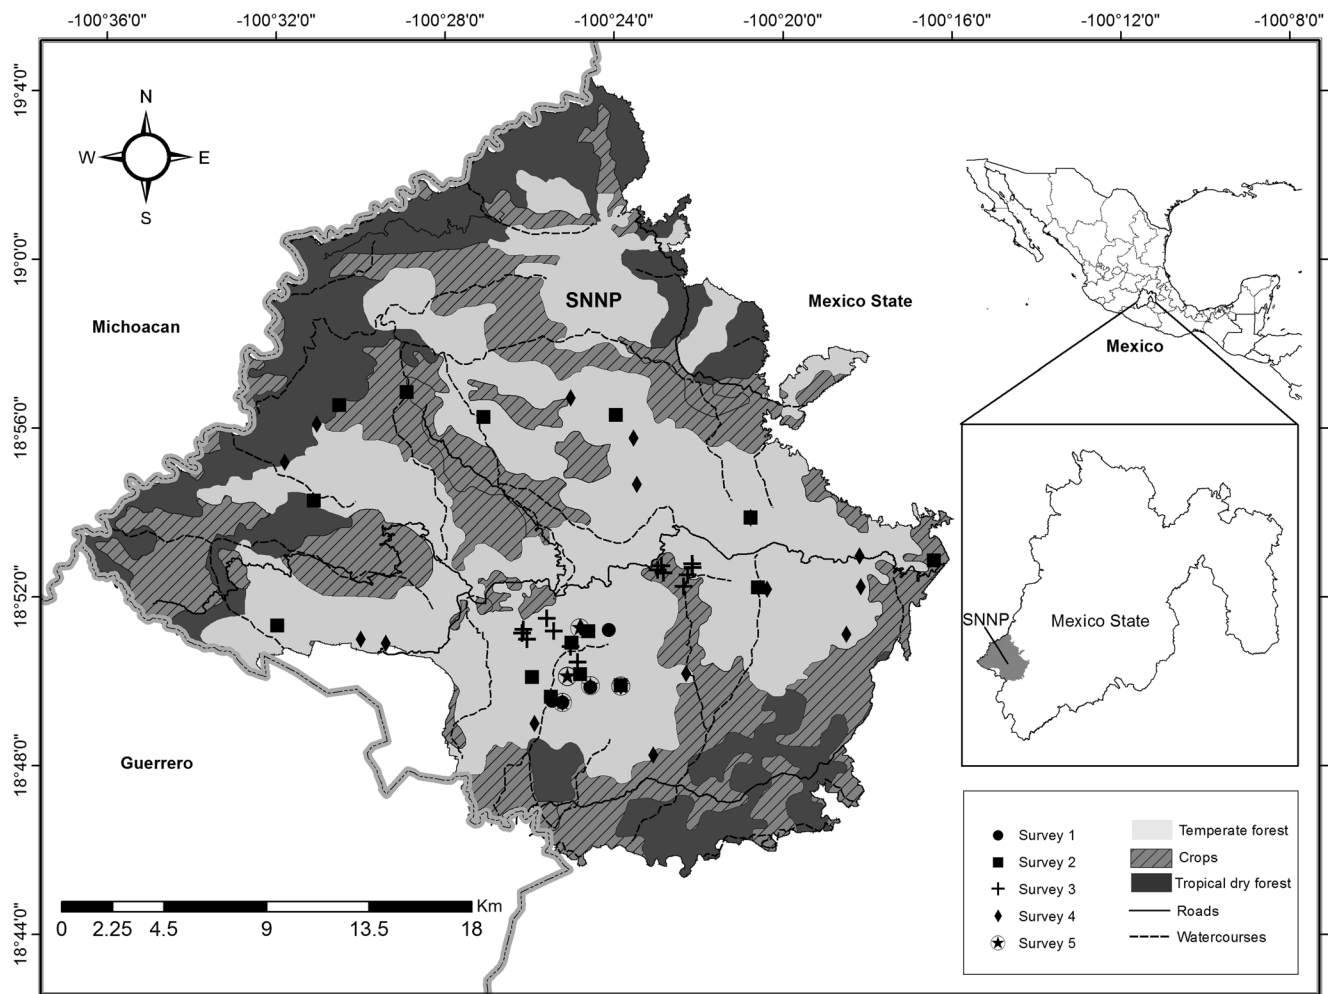 -100°36'0" -100°32'0" -100°28'0" -100°24'0" -100°20'0" -100°16'0" -100°12'0" -100°8'0"
19°4'0"
N
W E
S
19°0'0"
SNNP
Mexico State
Michoacan
Mexico
18°56'0"
18°52'0"
SNNP
Mexico State
18°48'0"
Guerrero
Survey 1
Survey 2
Survey 3
Survey 4
Survey 5
Temperate forest
Crops
Tropical dry forest
Roads
Watercourses
Km
0 2.25 4.5 9 13.5 18
18°44'0"